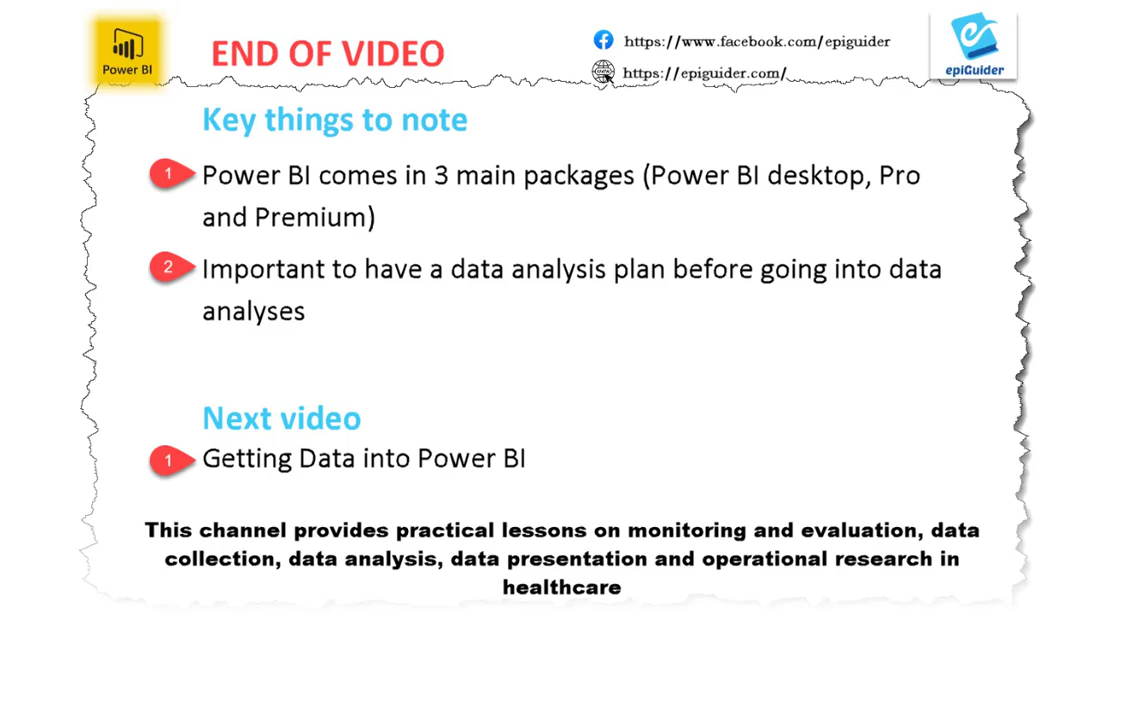 Power BI
END OF VIDEO
https://www.facebook.com/epiguider
https://epiguider.com/
epiGuider
Key things to note
1 Power BI comes in 3 main packages (Power BI desktop, Pro
and Premium)
2 Important to have a data analysis plan before going into data
analyses
Next video
1 Getting Data into Power BI
This channel provides practical lessons on monitoring and evaluation, data
collection, data analysis, data presentation and operational research in
healthcare